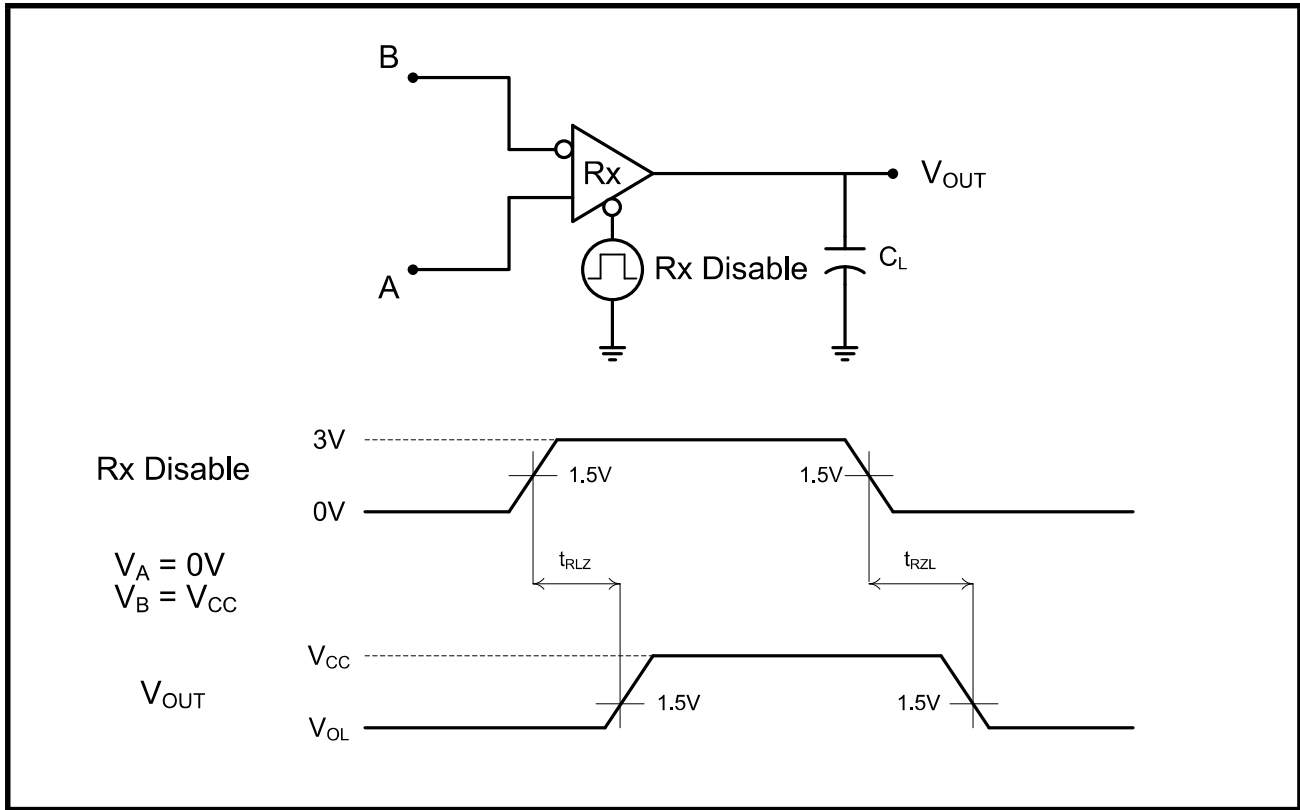 B
Rx
V_OUT
Rx Disable
C_L
A
3V
Rx Disable
1.5V
1.5V
0V
t_RLZ
t_RZL
V_A = 0V
V_B = V_CC
V_CC
V_OUT
1.5V
1.5V
V_OL